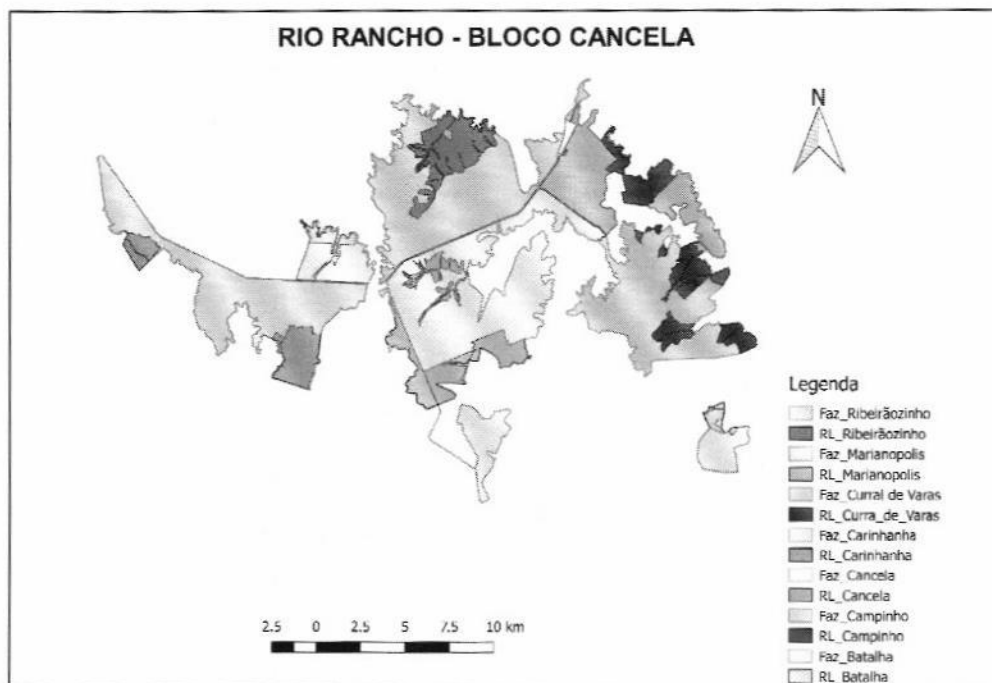 RIO RANCHO - BLOCO CANCELA
N
Legenda
Faz_Ribeirãozinho
RL_Ribeirãozinho
Faz_Marianopolis
RL_Marianopolis
Faz_Curral de Varas
RL_Curra_de_Varas
Faz_Carinhanha
RL_Carinhanha
Faz_Cancela
RL_Cancela
Faz_Campinho
RL_Campinho
Faz_Batalha
RL_Batalha
2.5 0 2.5 5 7.5 10 km